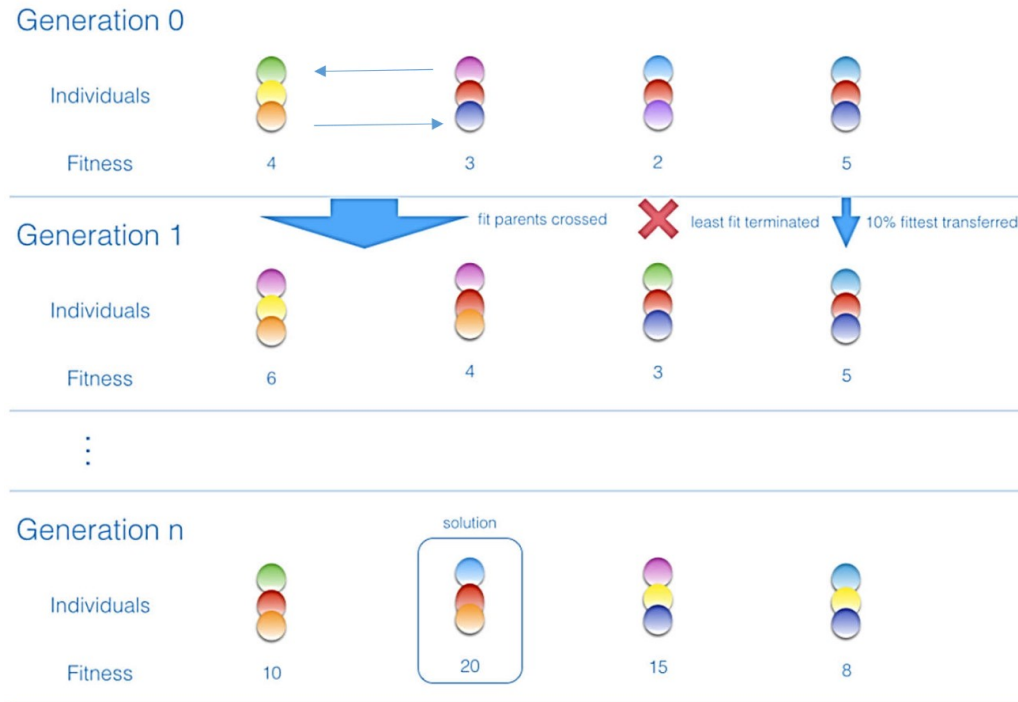 Generation 0
Individuals
Fitness 4 3 2 5
fit parents crossed least fit terminated 10% fittest transferred
Generation 1
Individuals
Fitness 6 4 3 5
⋮
Generation n
solution
Individuals
Fitness 10 20 15 8